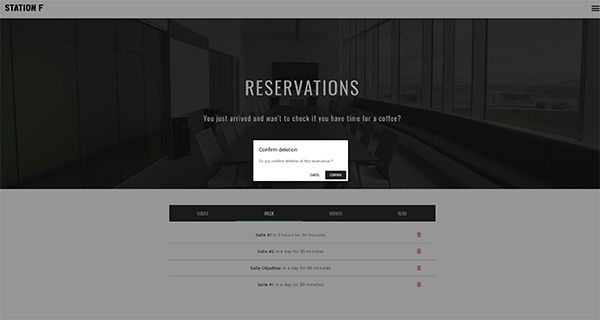 STATION F
RESERVATIONS
You just arrived and wan't to check if you have time for a coffee?
Confirm deletion
Do you confirm deletion of this reservation ?
CANCEL CONFIRM
TODAY WEEK MONTH YEAR
Salle #1 in 3 hours for 30 minutes
Salle #2 in a day for 30 minutes
in a day for 30 minutes
Salle #1 in a day for 30 minutes